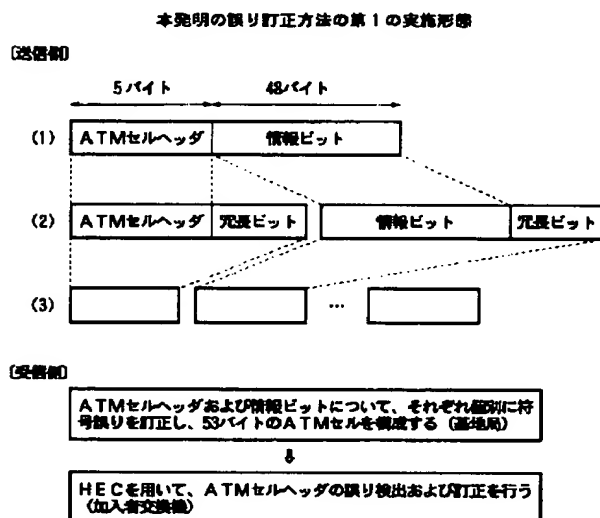 本発明の誤り訂正方法の第1の実施形態
〔送信側〕
5バイト 48バイト
(1) ATMセルヘッダ 情報ビット
(2) ATMセルヘッダ 冗長ビット 情報ビット 冗長ビット
(3) …
〔受信側〕
ATMセルヘッダおよび情報ビットについて、それぞれ個別に符
号誤りを訂正し、53バイトのATMセルを構成する(基地局)
⇩
HECを用いて、ATMセルヘッダの誤り検出および訂正を行う
(加入者交換機)